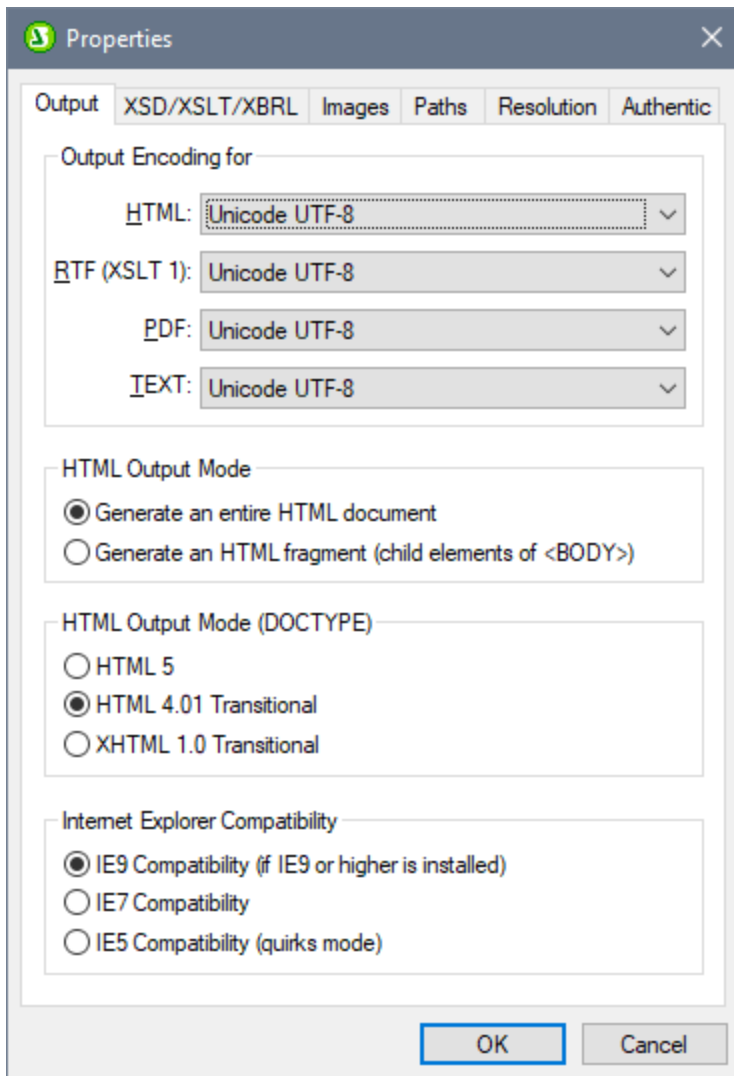 Properties
Output XSD/XSLT/XBRL Images Paths Resolution Authentic
Output Encoding for
HTML: Unicode UTF-8
RTF (XSLT 1): Unicode UTF-8
PDF: Unicode UTF-8
TEXT: Unicode UTF-8
HTML Output Mode
Generate an entire HTML document
Generate an HTML fragment (child elements of <BODY>)
HTML Output Mode (DOCTYPE)
HTML 5
HTML 4.01 Transitional
XHTML 1.0 Transitional
Internet Explorer Compatibility
IE9 Compatibility (if IE9 or higher is installed)
IE7 Compatibility
IE5 Compatibility (quirks mode)
OK Cancel